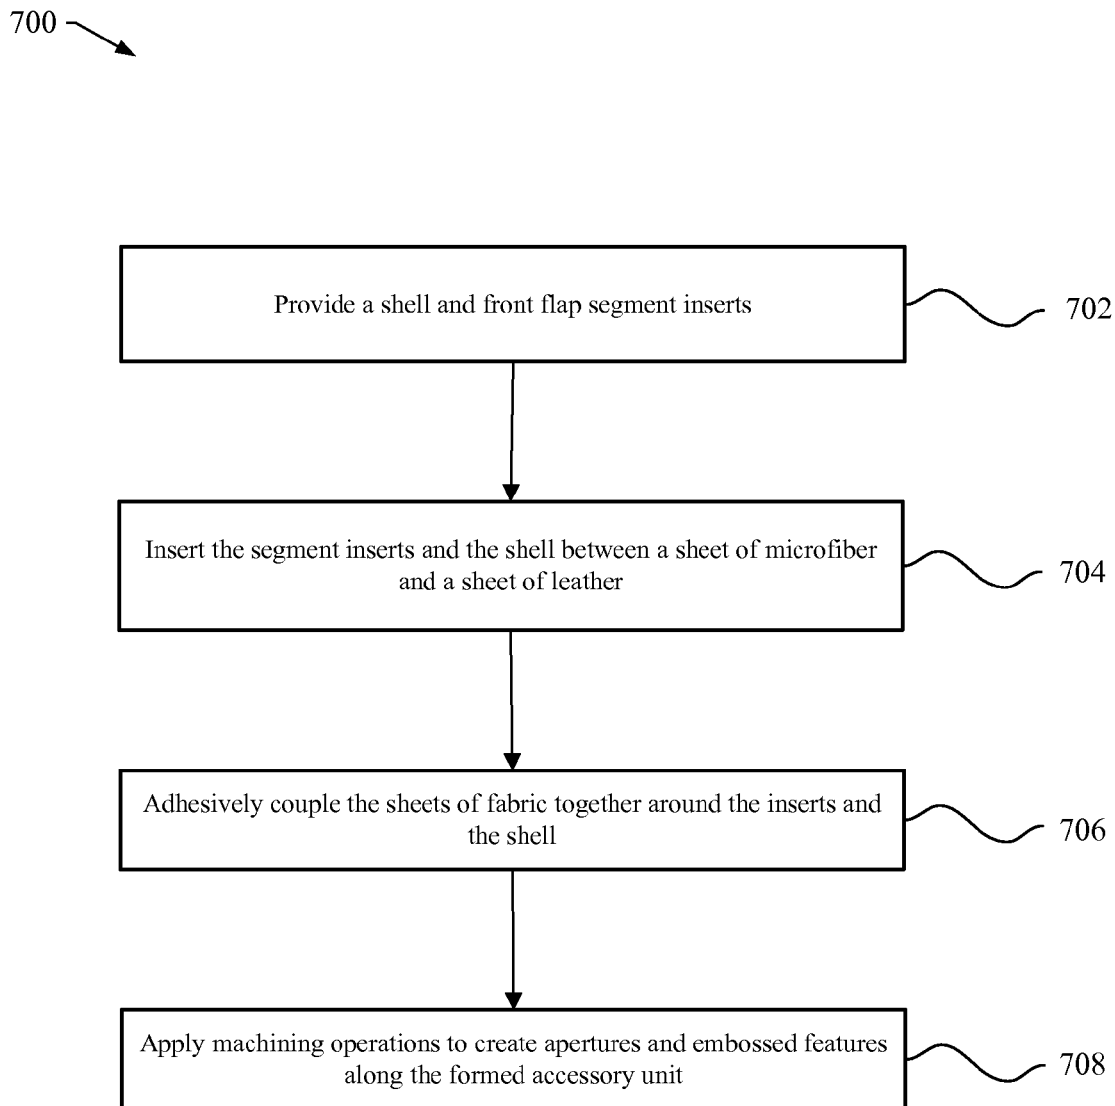 700
Provide a shell and front flap segment inserts
702
Insert the segment inserts and the shell between a sheet of microfiber
and a sheet of leather
704
Adhesively couple the sheets of fabric together around the inserts and
the shell
706
Apply machining operations to create apertures and embossed features
along the formed accessory unit
708